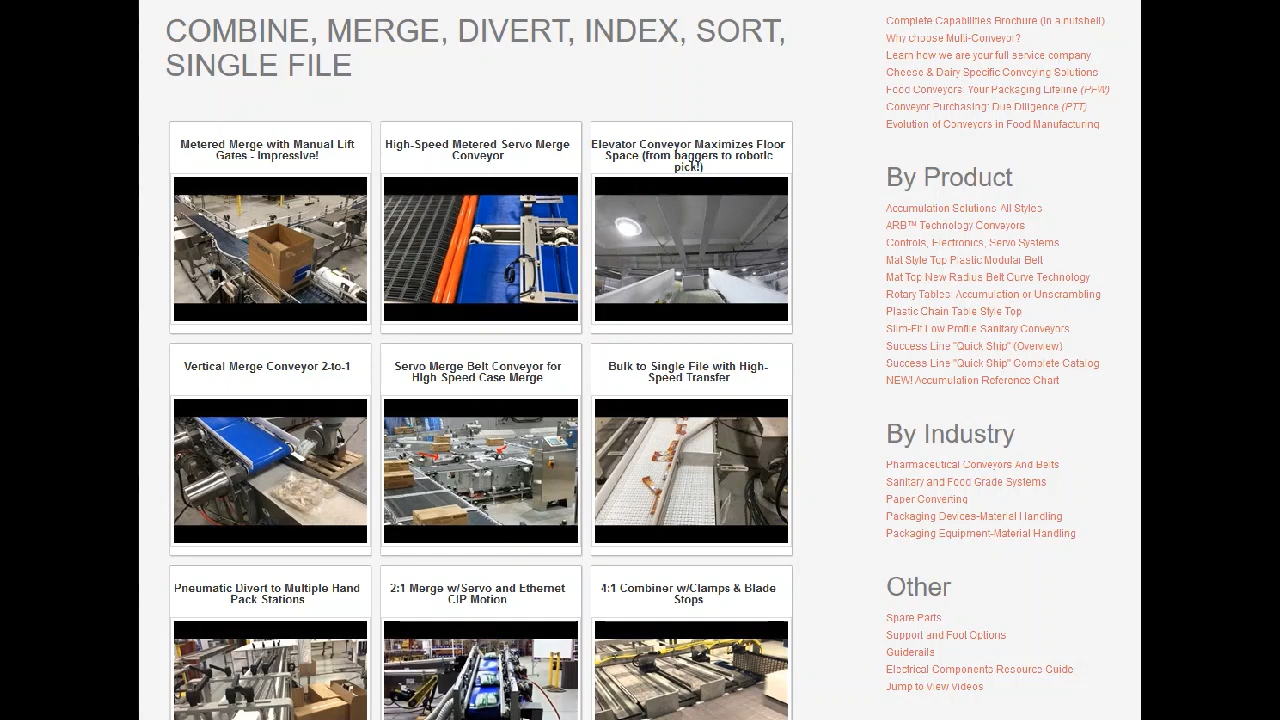 COMBINE, MERGE, DIVERT, INDEX, SORT,
SINGLE FILE
Metered Merge with Manual Lift
Gates - Impressive!
High-Speed Metered Servo Merge
Conveyor
Elevator Conveyor Maximizes Floor
Space (from baggers to robotic
pick!)
Vertical Merge Conveyor 2-to-1
Servo Merge Belt Conveyor for
High Speed Case Merge
Bulk to Single File with High-
Speed Transfer
Pneumatic Divert to Multiple Hand
Pack Stations
2:1 Merge w/Servo and Ethernet
CIP Motion
4:1 Combiner w/Clamps & Blade
Stops
Complete Capabilities Brochure (in a nutshell)
Why choose Multi-Conveyor?
Learn how we are your full service company
Cheese & Dairy Specific Conveying Solutions
Food Conveyors: Your Packaging Lifeline (PFW)
Conveyor Purchasing: Due Diligence (PTT)
Evolution of Conveyors in Food Manufacturing
By Product
Accumulation Solutions-All Styles
ARB™ Technology Conveyors
Controls, Electronics, Servo Systems
Mat Style Top Plastic Modular Belt
Mat Top New Radius Belt Curve Technology
Rotary Tables: Accumulation or Unscrambling
Plastic Chain Table Style Top
Slim-Fit Low Profile Sanitary Conveyors
Success Line "Quick Ship" (Overview)
Success Line "Quick Ship" Complete Catalog
NEW! Accumulation Reference Chart
By Industry
Pharmaceutical Conveyors And Belts
Sanitary and Food Grade Systems
Paper Converting
Packaging Devices-Material Handling
Packaging Equipment-Material Handling
Other
Spare Parts
Support and Foot Options
Guiderails
Electrical Components Resource Guide
Jump to View Videos